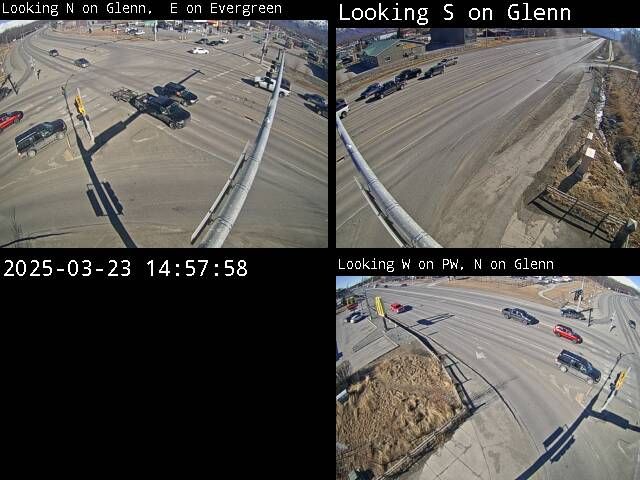 Looking N on Glenn,  E on Evergreen
Looking S on Glenn
2025-03-23 14:57:58
Looking W on PW, N on Glenn